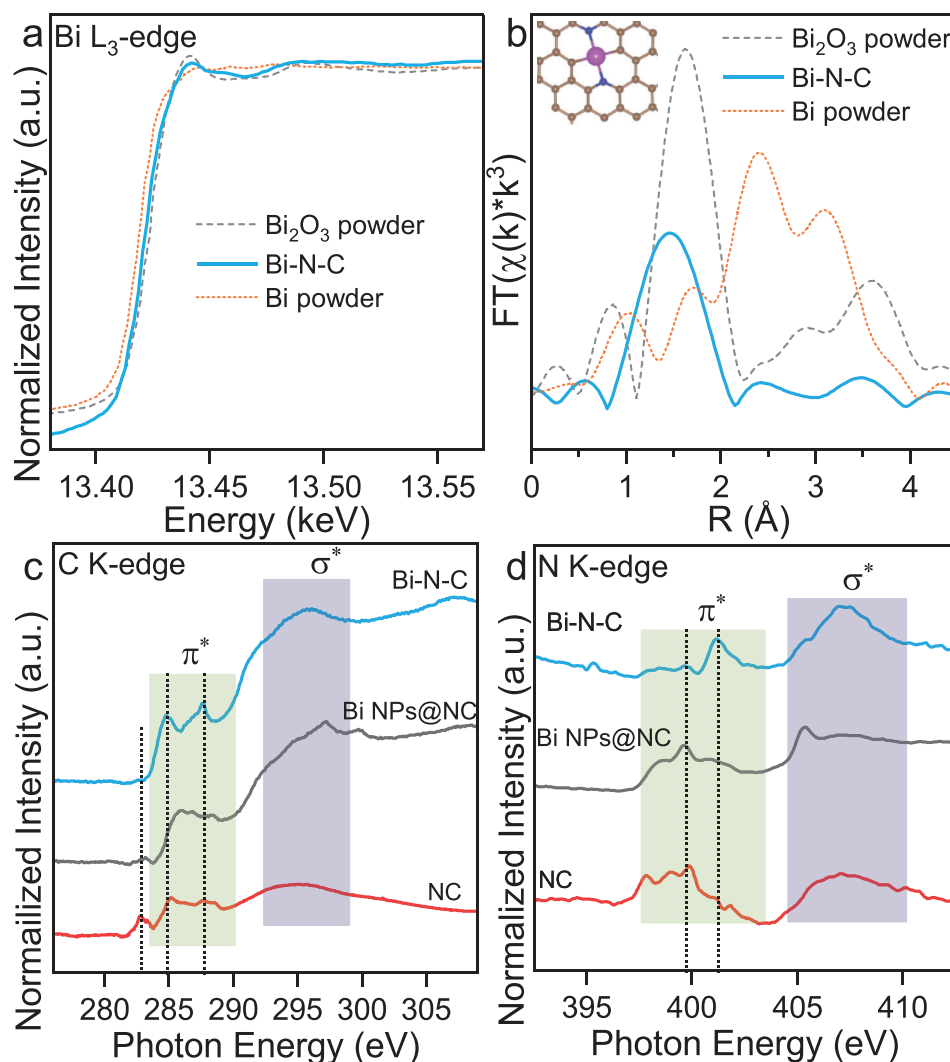 a
Bi L₃-edge
Normalized Intensity (a.u.)
Bi₂O₃ powder
Bi-N-C
Bi powder
13.40 13.45 13.50 13.55
Energy (keV)
b
Bi₂O₃ powder
Bi-N-C
Bi powder
FT(χ(k)*k³)
0 1 2 3 4
R (Å)
c
C K-edge
σ*
Bi-N-C
π*
Bi NPs@NC
NC
Normailized Intensity (a.u.)
280 285 290 295 300 305
Photon Energy (eV)
d
N K-edge
σ*
π*
Bi-N-C
Bi NPs@NC
NC
Normalized Intensity (a.u.)
395 400 405 410
Photon Energy (eV)